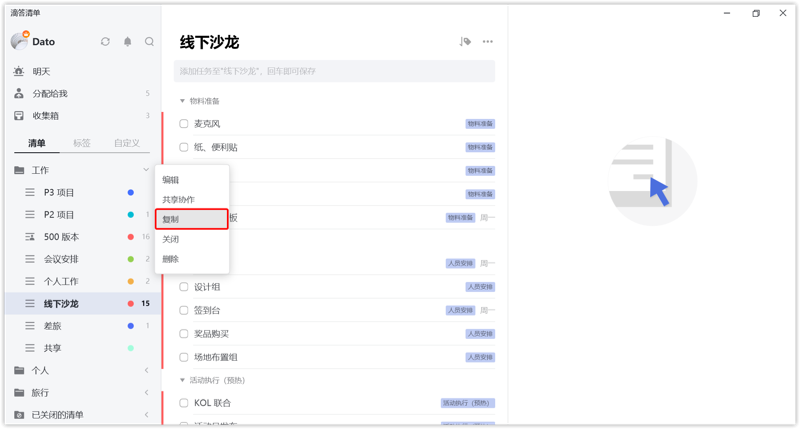 滴答清单
Dato
明天
分配给我 5
收集箱 3
清单 标签 自定义
工作
P3 项目
P2 项目 1
500 版本 16
会议安排 2
个人工作 2
线下沙龙 15
差旅 1
共享
个人
旅行
已关闭的清单
编辑
共享协作
复制
关闭
删除
线下沙龙
添加任务至“线下沙龙”，回车即可保存
物料准备
麦克风 物料准备
纸、便利贴 物料准备
物料准备
物料准备
板 物料准备 周一
人员安排 周一
设计组 人员安排
签到台 人员安排 周一
奖品购买 人员安排
场地布置组 人员安排
活动执行（预热）
KOL 联合 活动执行（预热）